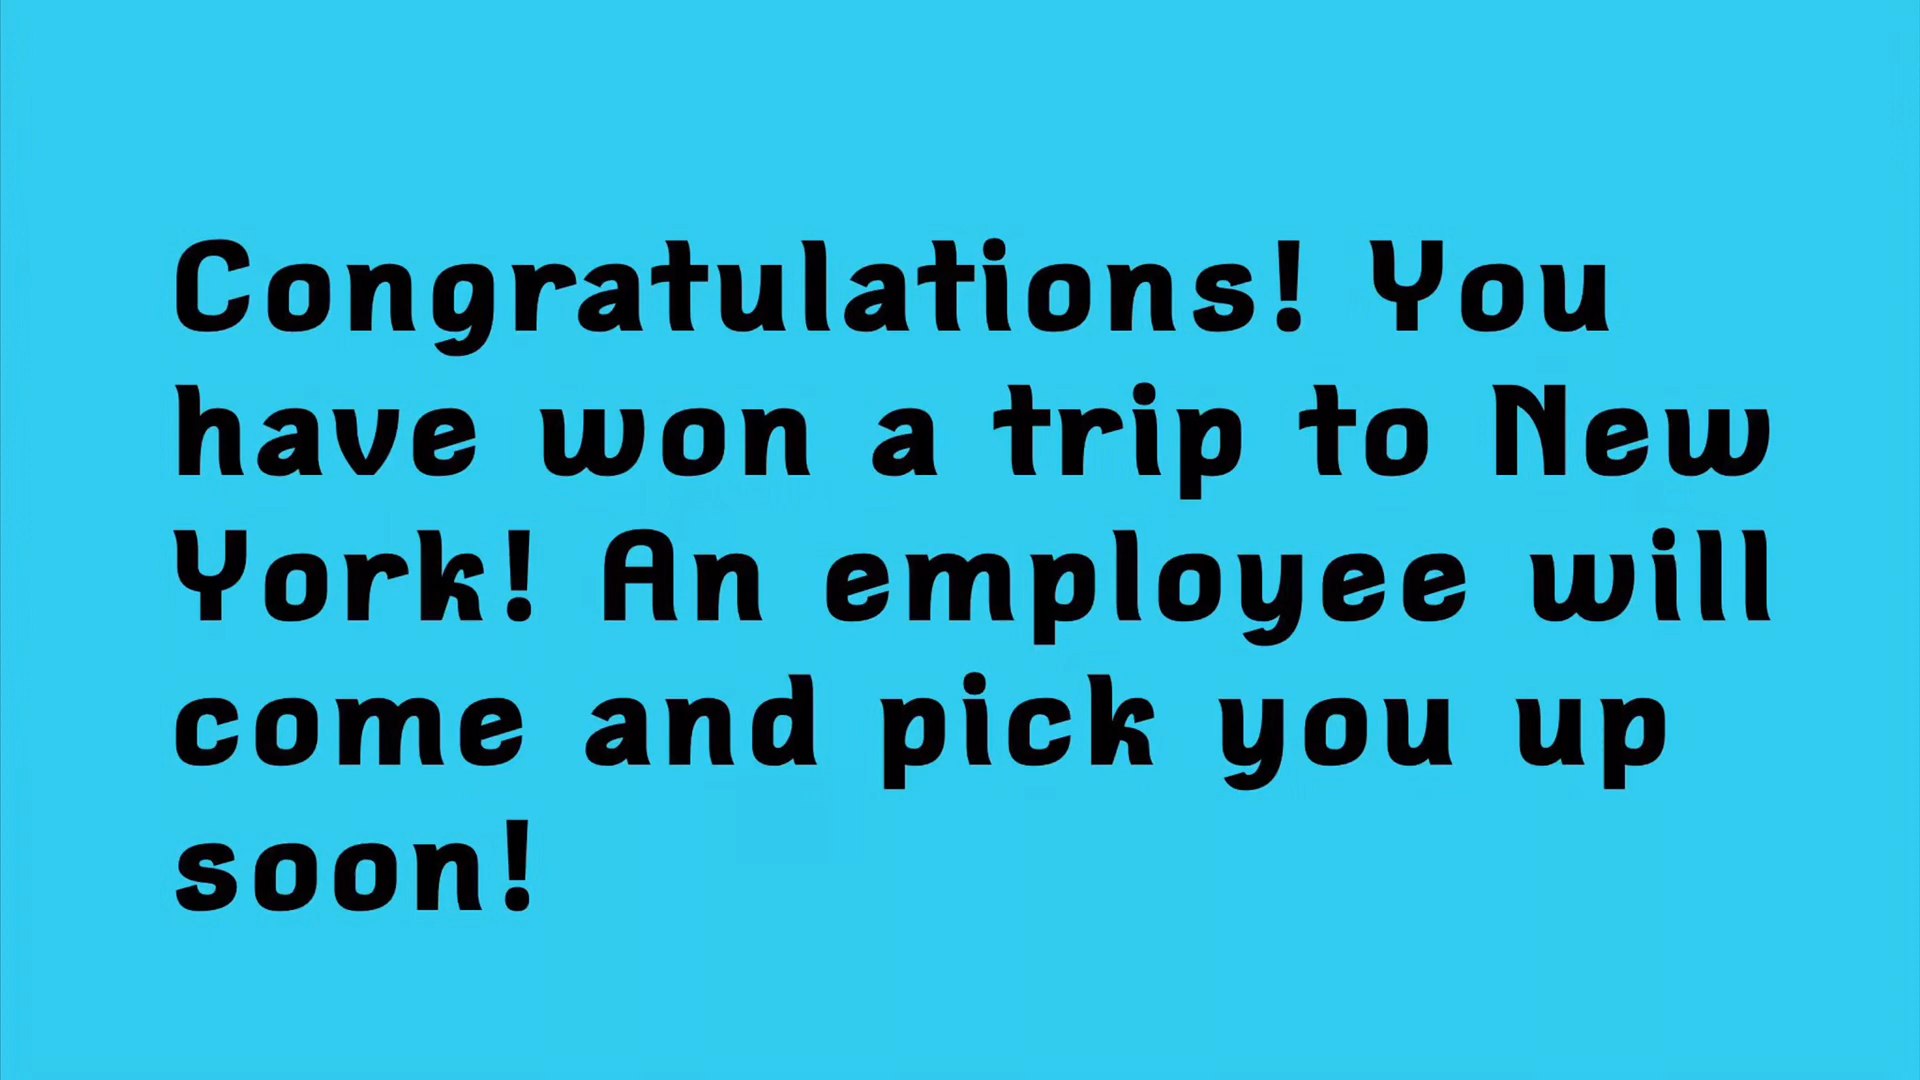 Congratulations! You
have won a trip to New
York! An employee will
come and pick you up
soon!